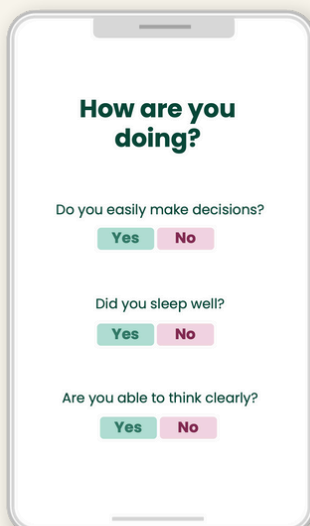 How are you
doing?
Do you easily make decisions?
Yes No
Did you sleep well?
Yes No
Are you able to think clearly?
Yes No